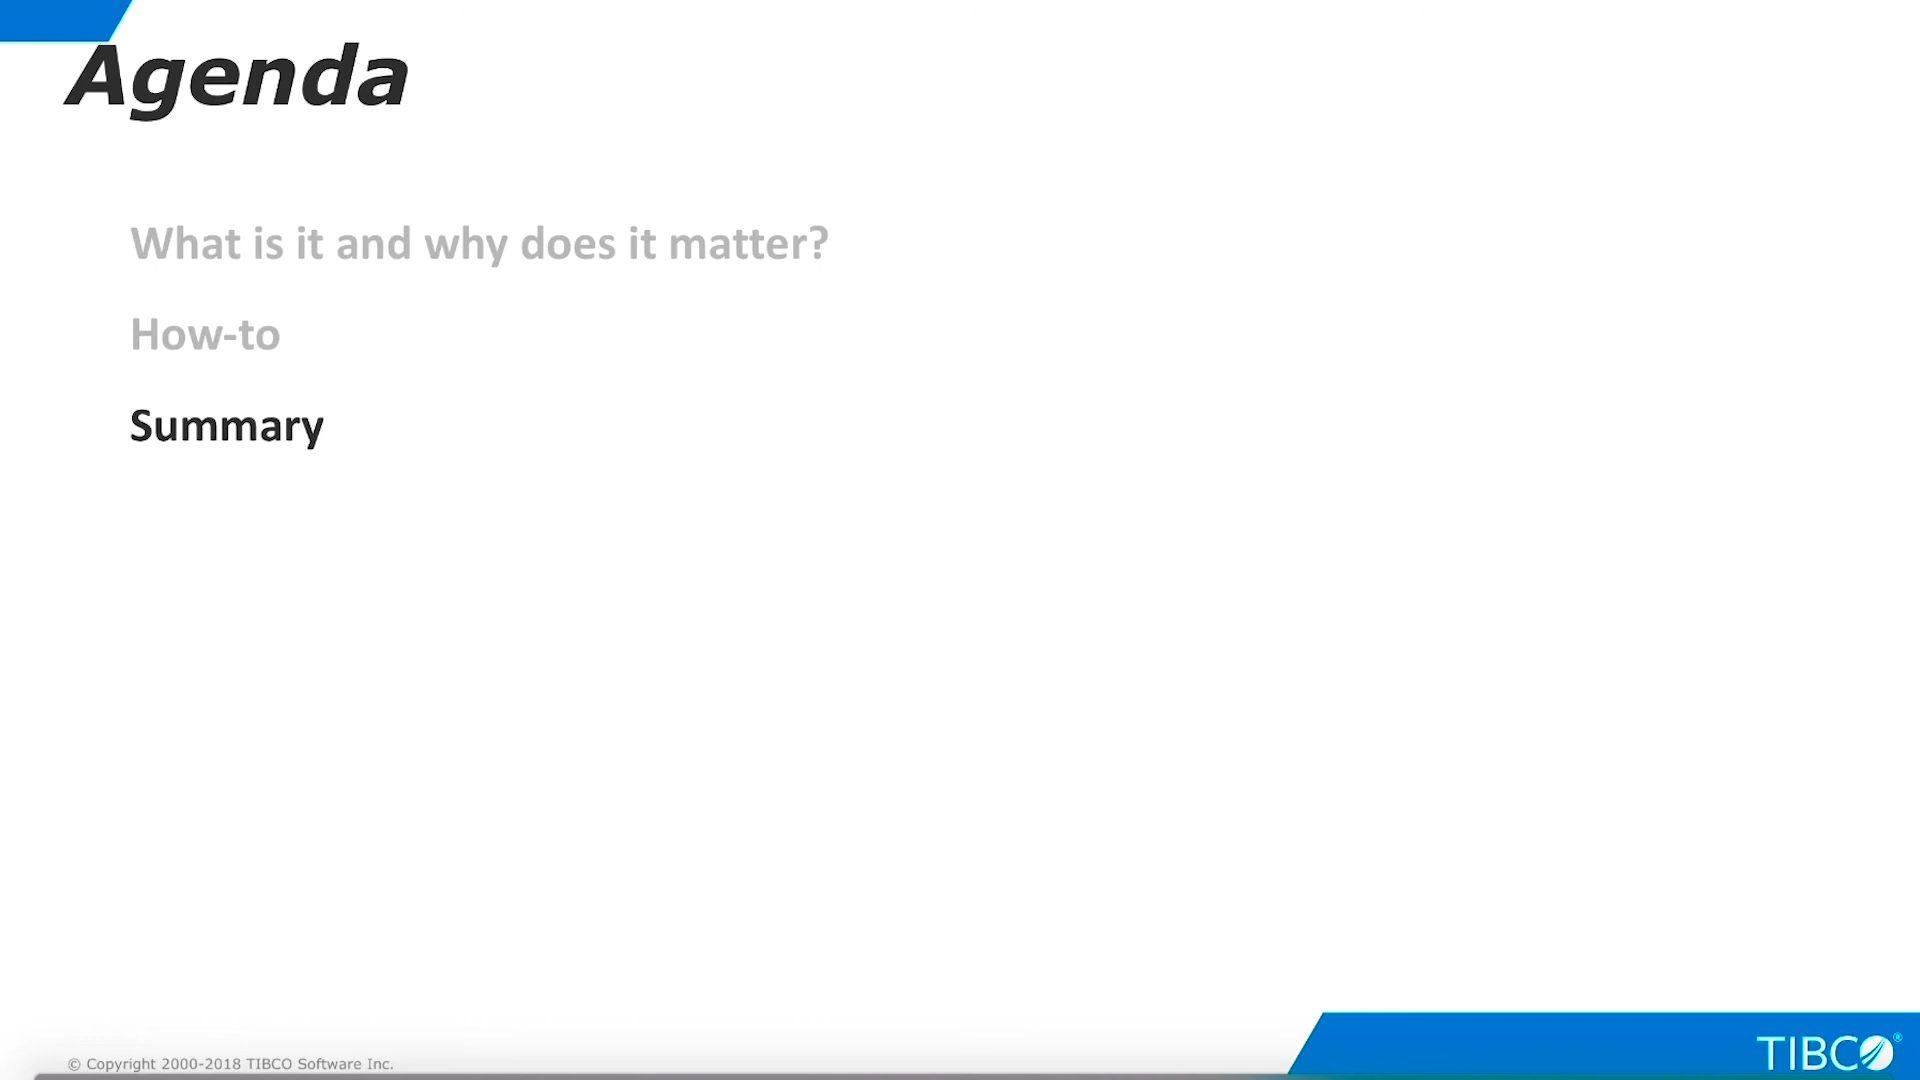 Agenda
What is it and why does it matter?
How-to
Summary
© Copyright 2000-2018 TIBCO Software Inc.
TIBCO®